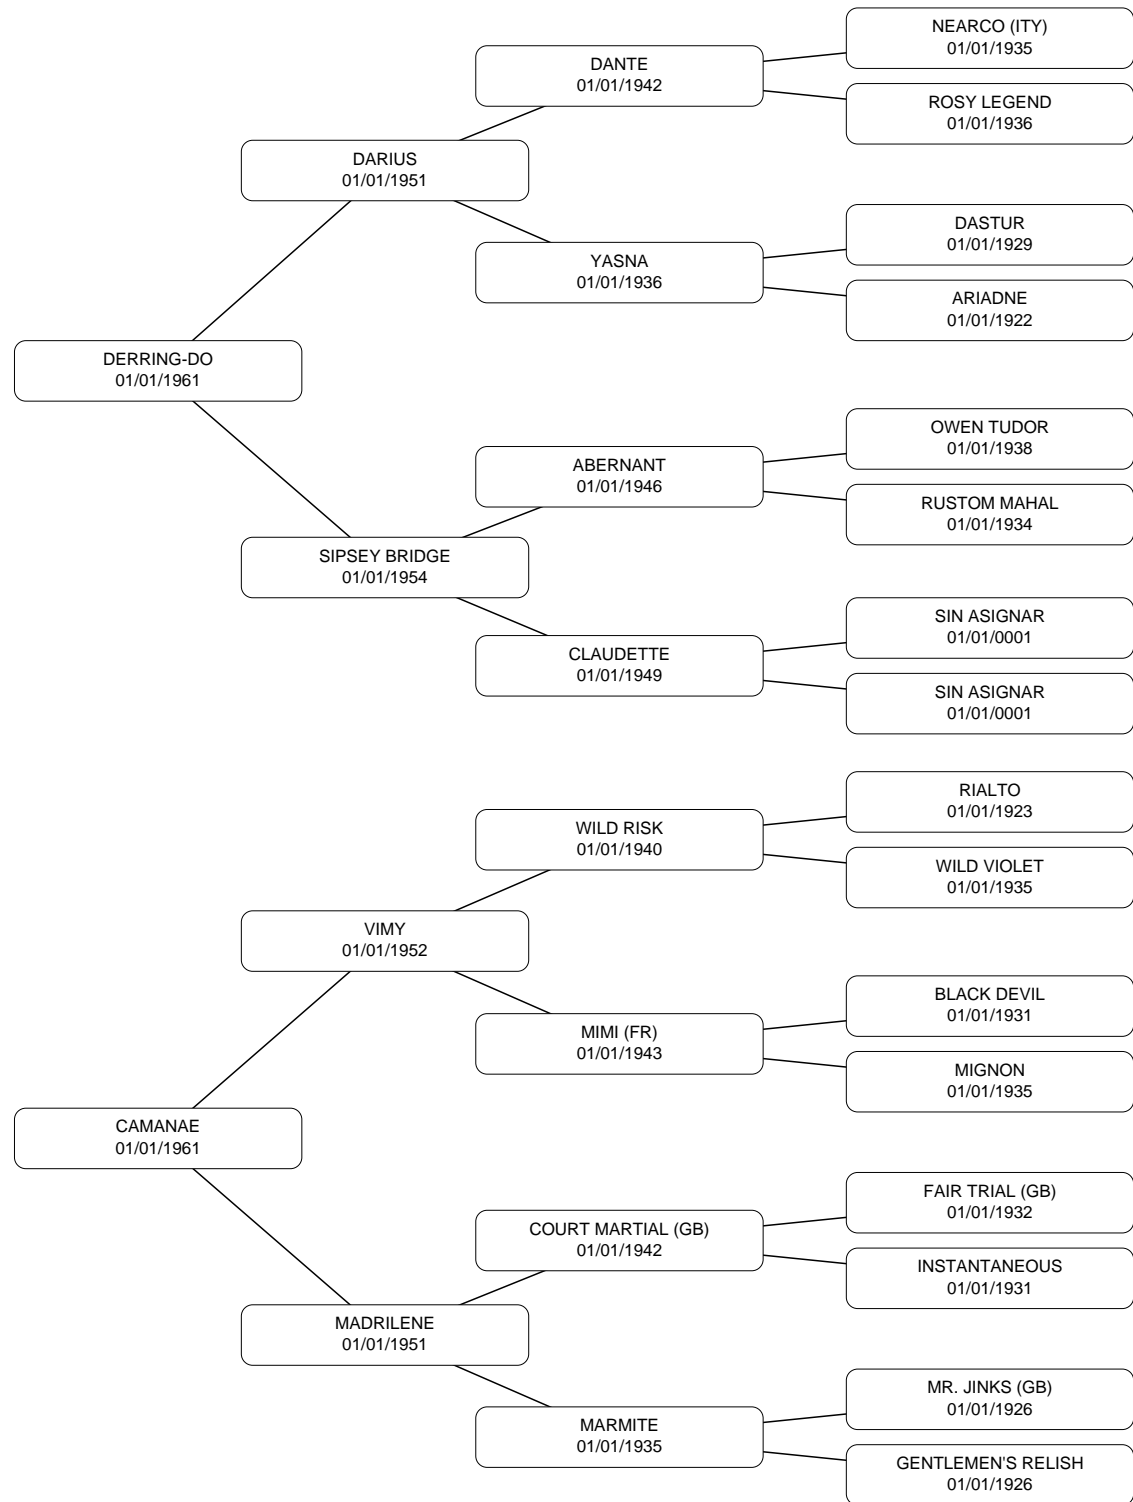 NEARCO (ITY)
01/01/1935
DANTE
01/01/1942
ROSY LEGEND
01/01/1936
DARIUS
01/01/1951
DASTUR
01/01/1929
YASNA
01/01/1936
ARIADNE
01/01/1922
DERRING-DO
01/01/1961
OWEN TUDOR
01/01/1938
ABERNANT
01/01/1946
RUSTOM MAHAL
01/01/1934
SIPSEY BRIDGE
01/01/1954
SIN ASIGNAR
01/01/0001
CLAUDETTE
01/01/1949
SIN ASIGNAR
01/01/0001
RIALTO
01/01/1923
WILD RISK
01/01/1940
WILD VIOLET
01/01/1935
VIMY
01/01/1952
BLACK DEVIL
01/01/1931
MIMI (FR)
01/01/1943
MIGNON
01/01/1935
CAMANAE
01/01/1961
FAIR TRIAL (GB)
01/01/1932
COURT MARTIAL (GB)
01/01/1942
INSTANTANEOUS
01/01/1931
MADRILENE
01/01/1951
MR. JINKS (GB)
01/01/1926
MARMITE
01/01/1935
GENTLEMEN'S RELISH
01/01/1926